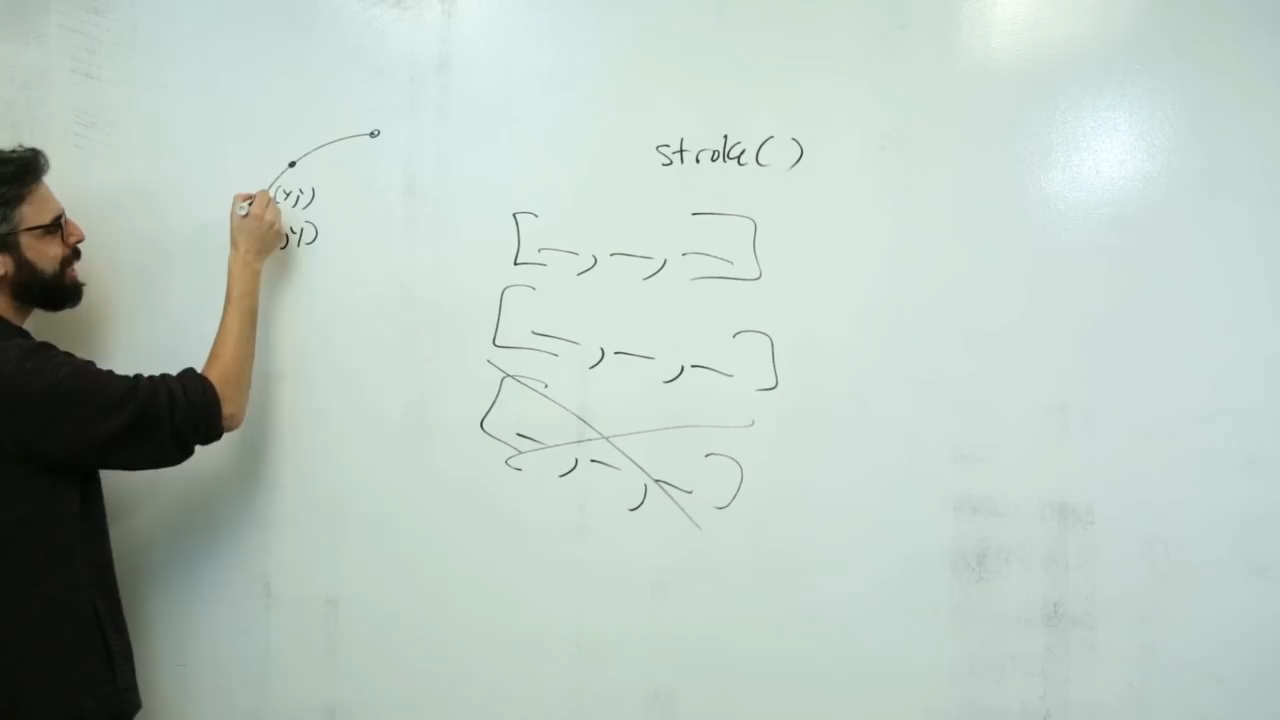 stroke()
(x,y)
,y)
[ —, —, — ]
[ —, —, — ]
[ —, —, — ]